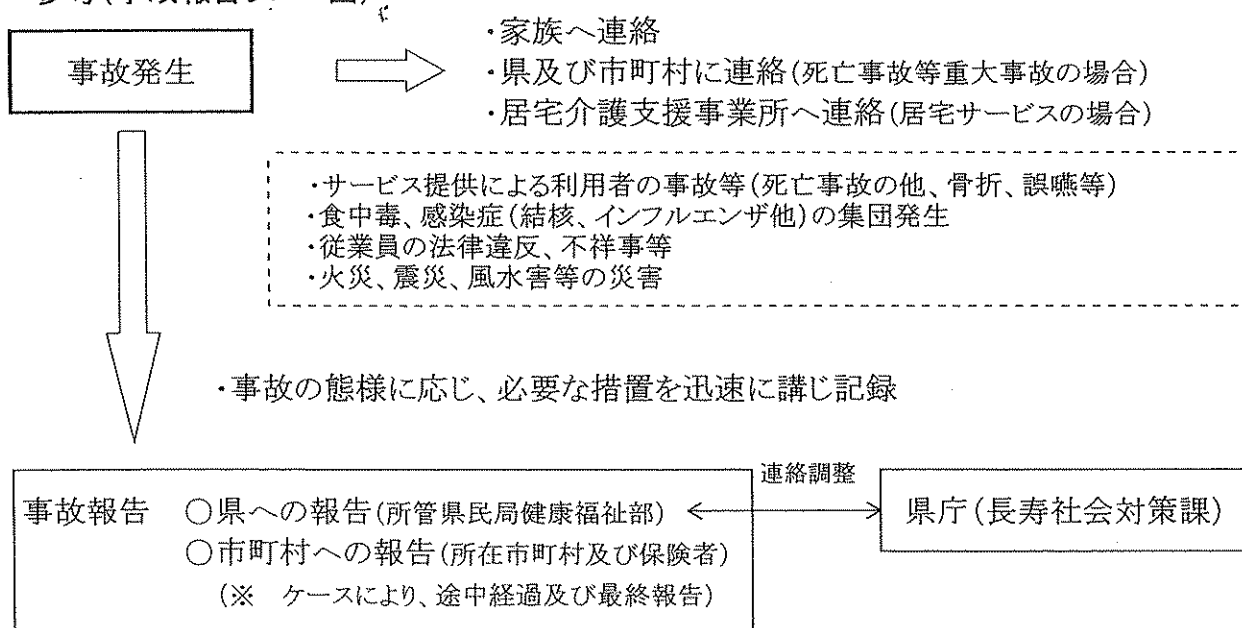 事故発生
・家族へ連絡
・県及び市町村に連絡(死亡事故等重大事故の場合)
・居宅介護支援事業所へ連絡(居宅サービスの場合)
・サービス提供による利用者の事故等(死亡事故の他、骨折、誤嚥等)
・食中毒、感染症(結核、インフルエンザ他)の集団発生
・従業員の法律違反、不祥事等
・火災、震災、風水害等の災害
・事故の態様に応じ、必要な措置を迅速に講じ記録
事故報告 ○県への報告(所管県民局健康福祉部)
○市町村への報告(所在市町村及び保険者)
(※ ケースにより、途中経過及び最終報告)
連絡調整
県庁(長寿社会対策課)